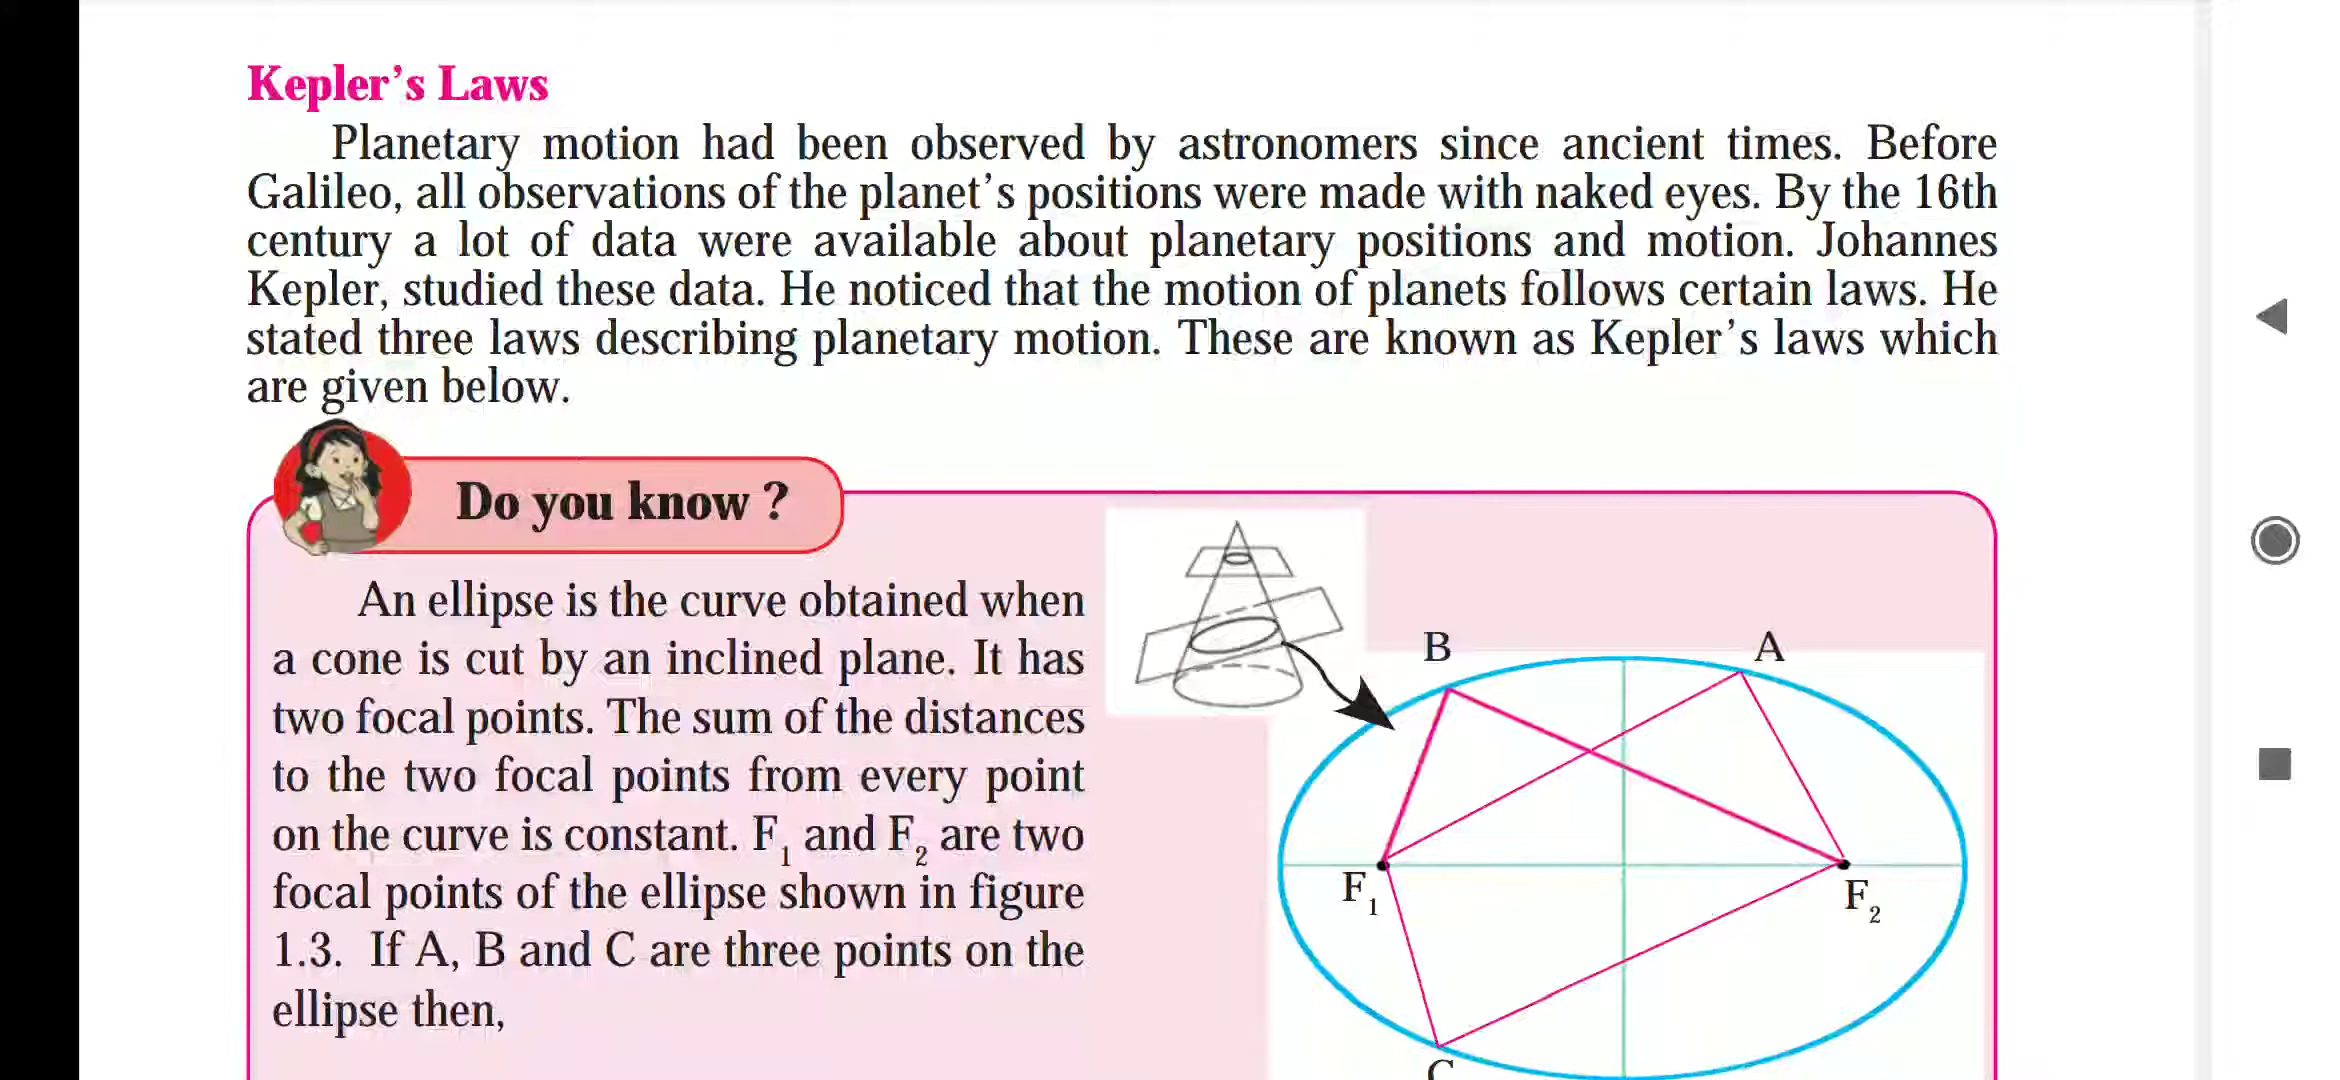 Kepler’s Laws
Planetary motion had been observed by astronomers since ancient times. Before
Galileo, all observations of the planet’s positions were made with naked eyes. By the 16th
century a lot of data were available about planetary positions and motion. Johannes
Kepler, studied these data. He noticed that the motion of planets follows certain laws. He
stated three laws describing planetary motion. These are known as Kepler’s laws which
are given below.
Do you know ?
An ellipse is the curve obtained when
a cone is cut by an inclined plane. It has
two focal points. The sum of the distances
to the two focal points from every point
on the curve is constant. F₁ and F₂ are two
focal points of the ellipse shown in figure
1.3. If A, B and C are three points on the
ellipse then,
B
A
F₁
F₂
C